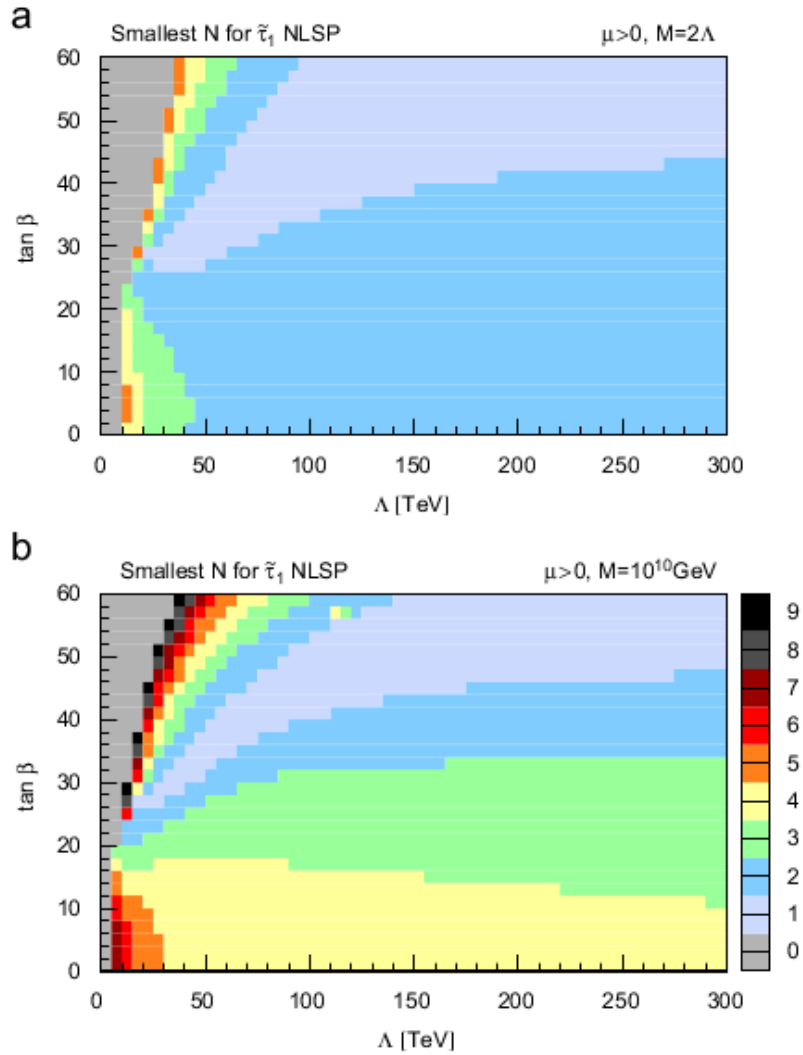 a
Smallest N for τ̃₁ NLSP μ>0, M=2Λ
60
50
40
30
20
10
0
tan β
0 50 100 150 200 250 300
Λ [TeV]
b
Smallest N for τ̃₁ NLSP μ>0, M=10¹⁰GeV
60
50
40
30
20
10
0
tan β
0 50 100 150 200 250 300
Λ [TeV]
9
8
7
6
5
4
3
2
1
0